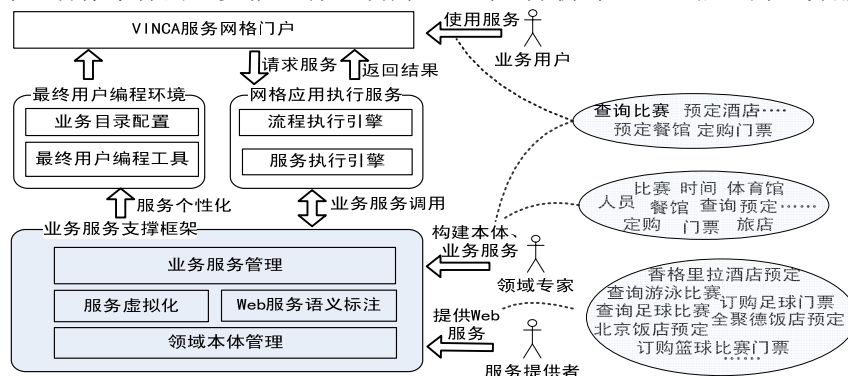 VINCA服务网格门户
使用服务
业务用户
请求服务
返回结果
最终用户编程环境
业务目录配置
最终用户编程工具
网格应用执行服务
流程执行引擎
服务执行引擎
查询比赛 预定酒店……
预定餐馆 定购门票
服务个性化
业务服务调用
比赛 时间 体育馆
人员 餐馆 查询预定……
定购 门票 旅店
业务服务支撑框架
业务服务管理
服务虚拟化
Web服务语义标注
领域本体管理
构建本体、
业务服务
领域专家
提供Web
服务
服务提供者
香格里拉酒店预定
查询游泳比赛
订购足球门票
查询足球比赛
全聚德饭店预定
北京饭店预定
订购篮球比赛门票
……